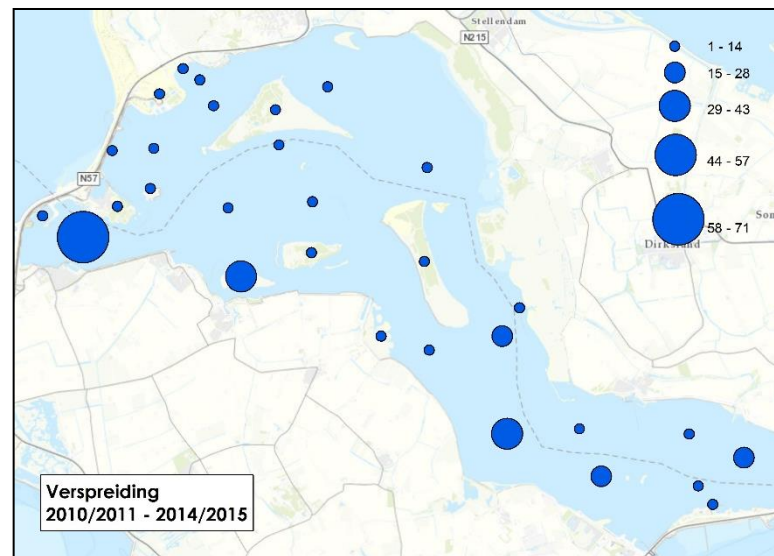 Stellendam
N215
1 - 14
15 - 28
29 - 43
44 - 57
58 - 71
N57
Dirksland
Verspreiding
2010/2011 - 2014/2015